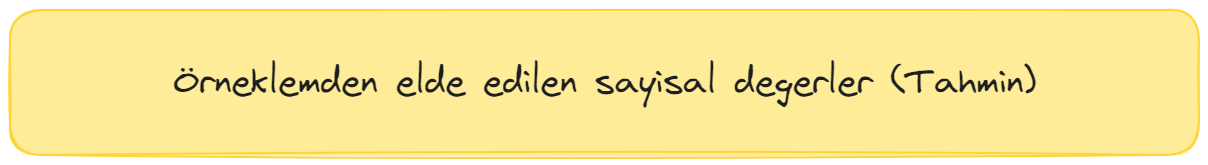 Örneklemden elde edilen sayisal degerler (Tahmin)